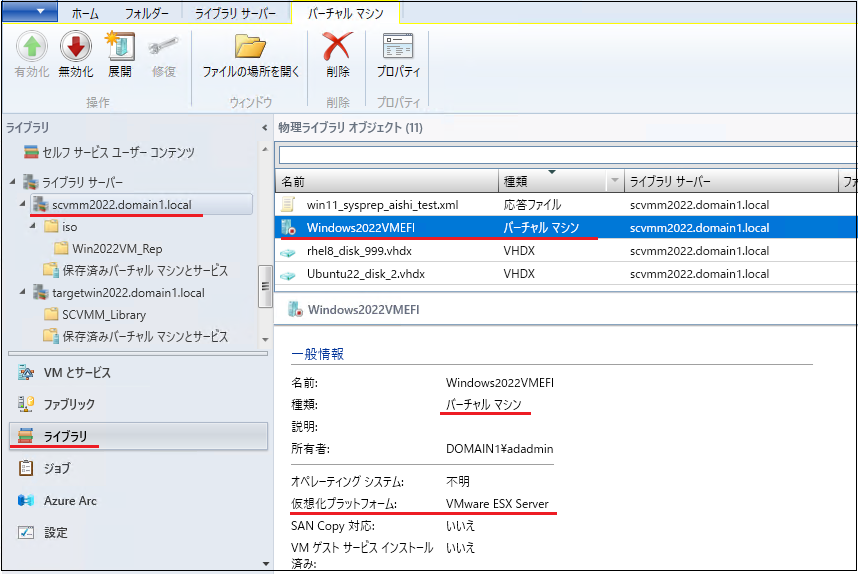 ホーム フォルダー ライブラリ サーバー バーチャル マシン
有効化 無効化 展開 修復 ファイルの場所を開く 削除 プロパティ
操作 ウィンドウ 削除 プロパティ
ライブラリ
セルフ サービス ユーザー コンテンツ
ライブラリ サーバー
scvmm2022.domain1.local
iso
Win2022VM_Rep
保存済みバーチャル マシンとサービス
targetwin2022.domain1.local
SCVMM_Library
保存済みバーチャル マシンとサービス
VM とサービス
ファブリック
ライブラリ
ジョブ
Azure Arc
設定
物理ライブラリ オブジェクト (11)
名前 種類 ライブラリ サーバー ファ
win11_sysprep_aishi_test.xml 応答ファイル scvmm2022.domain1.local
Windows2022VMEFI バーチャル マシン scvmm2022.domain1.local
rhel8_disk_999.vhdx VHDX scvmm2022.domain1.local
Ubuntu22_disk_2.vhdx VHDX scvmm2022.domain1.local
Windows2022VMEFI
一般情報
名前: Windows2022VMEFI
種類: バーチャル マシン
説明:
所有者: DOMAIN1¥adadmin
オペレーティング システム: 不明
仮想化プラットフォーム: VMware ESX Server
SAN Copy 対応: いいえ
VM ゲスト サービス インストール いいえ
済み: